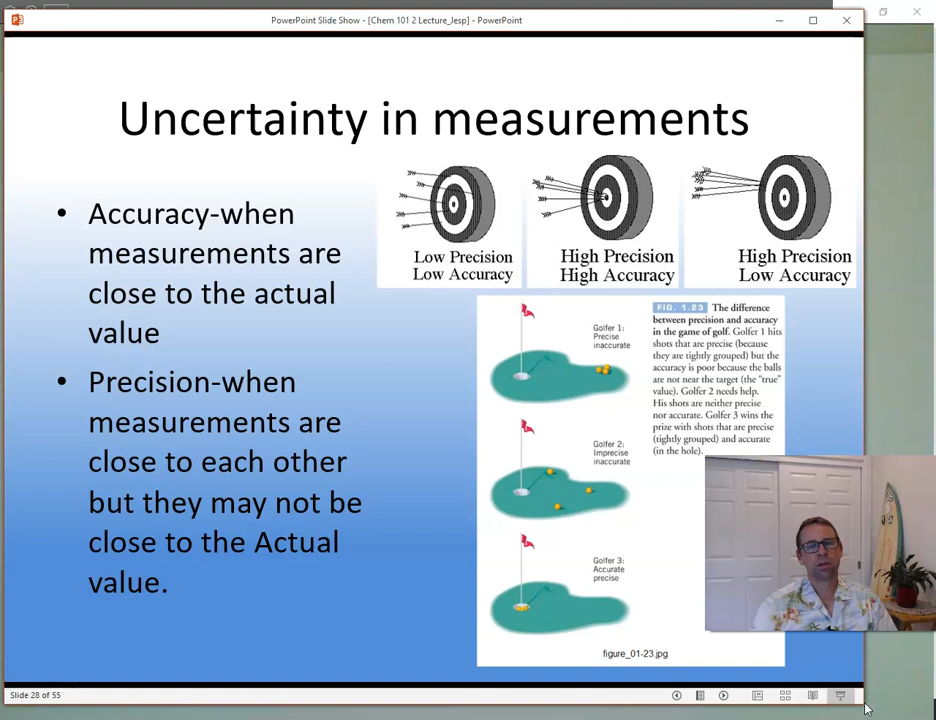 PowerPoint Slide Show - [Chem 101 2 Lecture_Jesp] - PowerPoint
Uncertainty in measurements
• Accuracy-when
measurements are
close to the actual
value
• Precision-when
measurements are
close to each other
but they may not be
close to the Actual
value.
Low Precision
Low Accuracy
High Precision
High Accuracy
High Precision
Low Accuracy
Golfer 1:
Precise
inaccurate
Golfer 2:
Imprecise
inaccurate
Golfer 3:
Accurate
precise
FIG. 1.23 The difference
between precision and accuracy
in the game of golf. Golfer 1 hits
shots that are precise (because
they are tightly grouped) but the
accuracy is poor because the balls
are not near the target (the "true"
value). Golfer 2 needs help.
His shots are neither precise
nor accurate. Golfer 3 wins the
prize with shots that are precise
(tightly grouped) and accurate
(in the hole).
figure_01-23.jpg
Slide 28 of 55